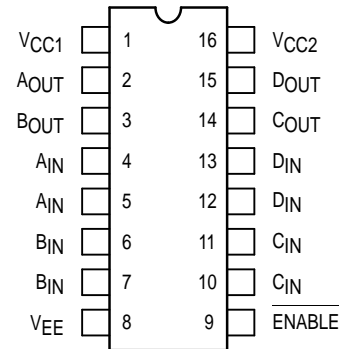 VCC1 1 16 VCC2
AOUT 2 15 DOUT
BOUT 3 14 COUT
AIN 4 13 DIN
AIN 5 12 DIN
BIN 6 11 CIN
BIN 7 10 CIN
VEE 8 9 ENABLE